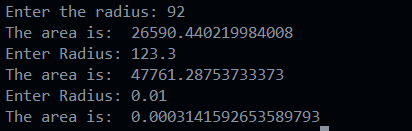 Enter the radius: 92
The area is:  26590.440219984008
Enter Radius: 123.3
The area is:  47761.28753733373
Enter Radius: 0.01
The area is:  0.0003141592653589793